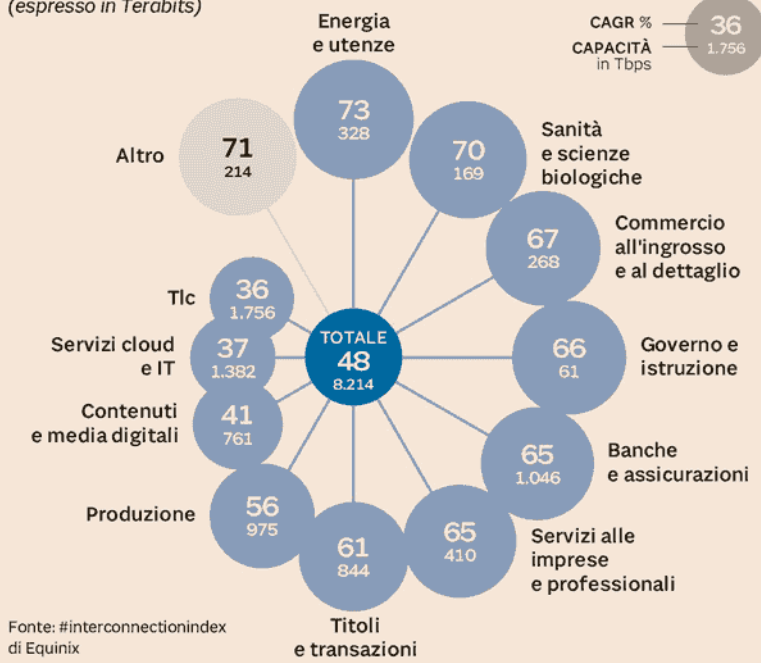 (espresso in Terabits)
CAGR %
CAPACITÀ
in Tbps
36
1.756
Energia
e utenze
73
328
Altro
71
214
70
169
Sanità
e scienze
biologiche
67
268
Commercio
all'ingrosso
e al dettaglio
Tlc
36
1.756
Servizi cloud
e IT
37
1.382
TOTALE
48
8.214
66
61
Governo e
istruzione
Contenuti
e media digitali
41
761
65
1.046
Banche
e assicurazioni
Produzione
56
975
61
844
65
410
Servizi alle
imprese
e professionali
Titoli
e transazioni
Fonte: #interconnectionindex
di Equinix